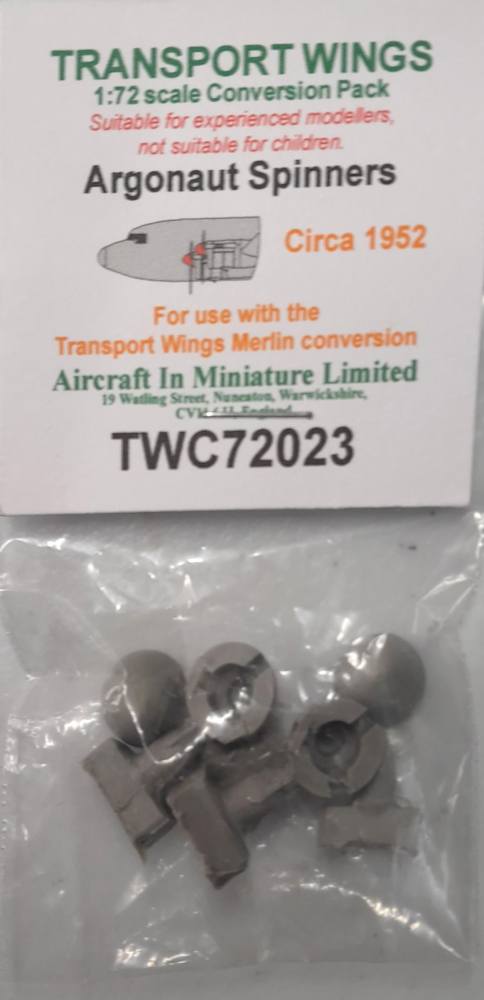 TRANSPORT WINGS
1:72 scale Conversion Pack
Suitable for experienced modellers,
not suitable for children.
Argonaut Spinners
Circa 1952
For use with the
Transport Wings Merlin conversion
Aircraft In Miniature Limited
19 Watling Street, Nuneaton, Warwickshire,
England
TWC72023